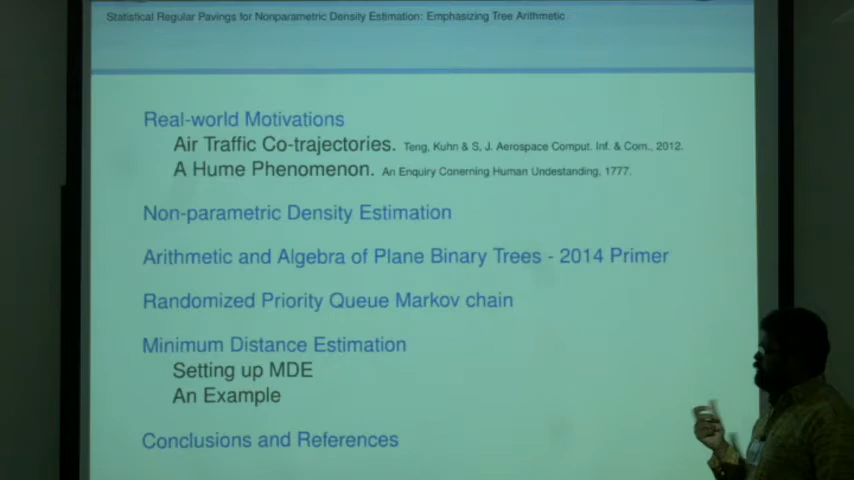 Statistical Regular Pavings for Nonparametric Density Estimation: Emphasizing Tree Arithmetic
Real-world Motivations
Air Traffic Co-trajectories. Teng, Kuhn & S, J. Aerospace Comput. Inf. & Com., 2012.
A Hume Phenomenon. An Enquiry Conerning Human Undestanding, 1777.
Non-parametric Density Estimation
Arithmetic and Algebra of Plane Binary Trees - 2014 Primer
Randomized Priority Queue Markov chain
Minimum Distance Estimation
Setting up MDE
An Example
Conclusions and References